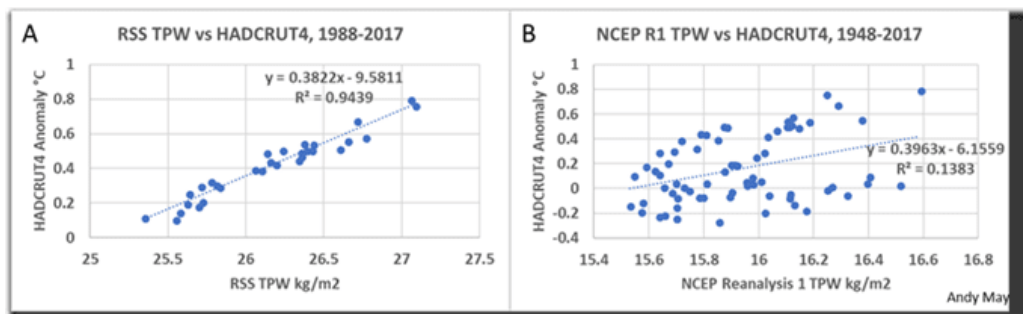 A
RSS TPW vs HADCRUT4, 1988-2017
y = 0.3822x - 9.5811
R² = 0.9439
HADCRUT4 Anomaly °C
1
0.8
0.6
0.4
0.2
0
25
25.5
26
26.5
27
27.5
RSS TPW kg/m2
B
NCEP R1 TPW vs HADCRUT4, 1948-2017
HADCRUT4 Anomaly °C
1
0.8
0.6
0.4
0.2
0
-0.2
-0.4
y = 0.3963x - 6.1559
R² = 0.1383
15.4
15.6
15.8
16
16.2
16.4
16.6
16.8
NCEP Reanalysis 1 TPW kg/m2
Andy May